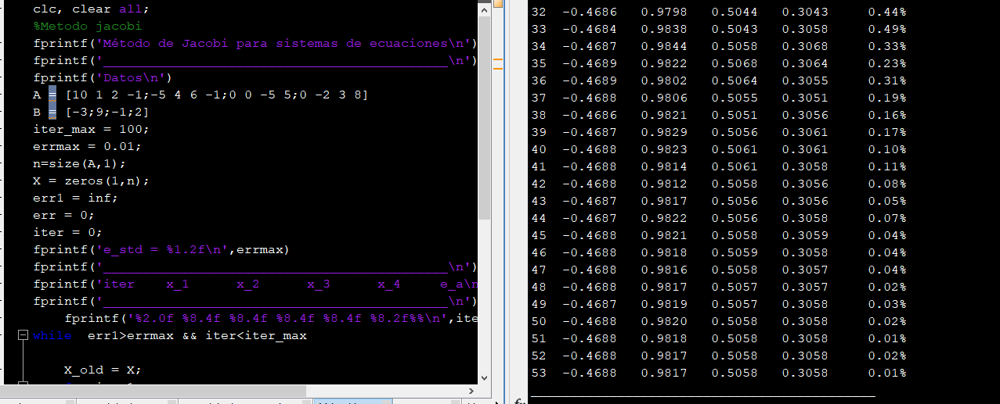 clc, clear all;
%Metodo jacobi
fprintf('Método de Jacobi para sistemas de ecuaciones\n')
fprintf('____________________________________________\n')
fprintf('Datos\n')
A = [10 1 2 -1;-5 4 6 -1;0 0 -5 5;0 -2 3 8]
B = [-3;9;-1;2]
iter_max = 100;
errmax = 0.01;
n=size(A,1);
X = zeros(1,n);
err1 = inf;
err = 0;
iter = 0;
fprintf('e_std = %1.2f\n',errmax)
fprintf('____________________________________________\n')
fprintf('iter    x_1      x_2      x_3      x_4     e_a\n
fprintf('____________________________________________\n')
fprintf('%2.0f %8.4f %8.4f %8.4f %8.4f %8.2f%%\n',ite
while  err1>errmax && iter<iter_max
X_old = X;
32  -0.4686   0.9798   0.5044   0.3043     0.44%
33  -0.4684   0.9838   0.5043   0.3058     0.49%
34  -0.4687   0.9844   0.5058   0.3068     0.33%
35  -0.4689   0.9822   0.5068   0.3064     0.23%
36  -0.4689   0.9802   0.5064   0.3055     0.31%
37  -0.4688   0.9806   0.5055   0.3051     0.19%
38  -0.4686   0.9821   0.5051   0.3056     0.16%
39  -0.4687   0.9829   0.5056   0.3061     0.17%
40  -0.4688   0.9823   0.5061   0.3061     0.10%
41  -0.4688   0.9814   0.5061   0.3058     0.11%
42  -0.4688   0.9812   0.5058   0.3056     0.08%
43  -0.4687   0.9817   0.5056   0.3056     0.05%
44  -0.4687   0.9822   0.5056   0.3058     0.07%
45  -0.4688   0.9821   0.5058   0.3059     0.04%
46  -0.4688   0.9818   0.5059   0.3058     0.04%
47  -0.4688   0.9816   0.5058   0.3057     0.04%
48  -0.4688   0.9817   0.5057   0.3057     0.02%
49  -0.4687   0.9819   0.5057   0.3058     0.03%
50  -0.4688   0.9820   0.5058   0.3058     0.02%
51  -0.4688   0.9818   0.5058   0.3058     0.01%
52  -0.4688   0.9817   0.5058   0.3058     0.02%
53  -0.4688   0.9817   0.5058   0.3058     0.01%